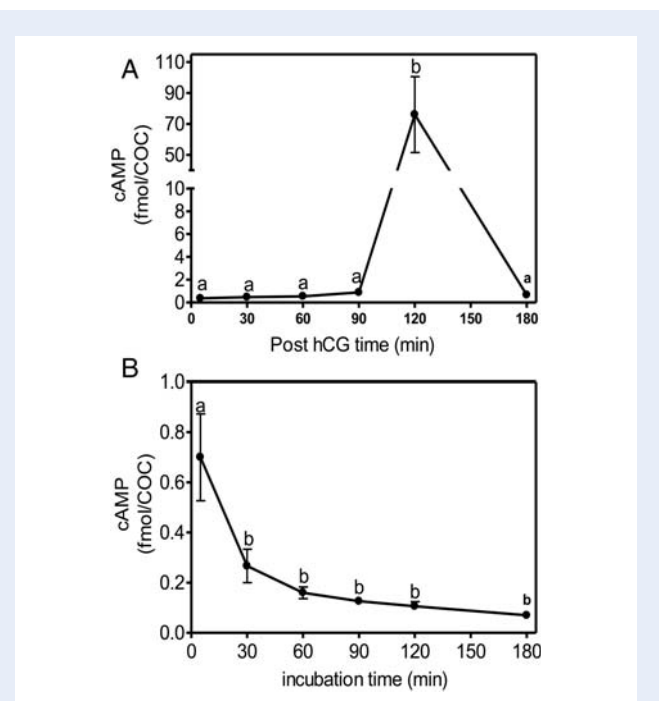 A
cAMP
(fmol/COC)
110
90
70
50
10
8
6
4
2
0
a a a a b a
0 30 60 90 120 150 180
Post hCG time (min)
B
cAMP
(fmol/COC)
1.0
0.8
0.6
0.4
0.2
0.0
a b b b b b
0 30 60 90 120 150 180
incubation time (min)